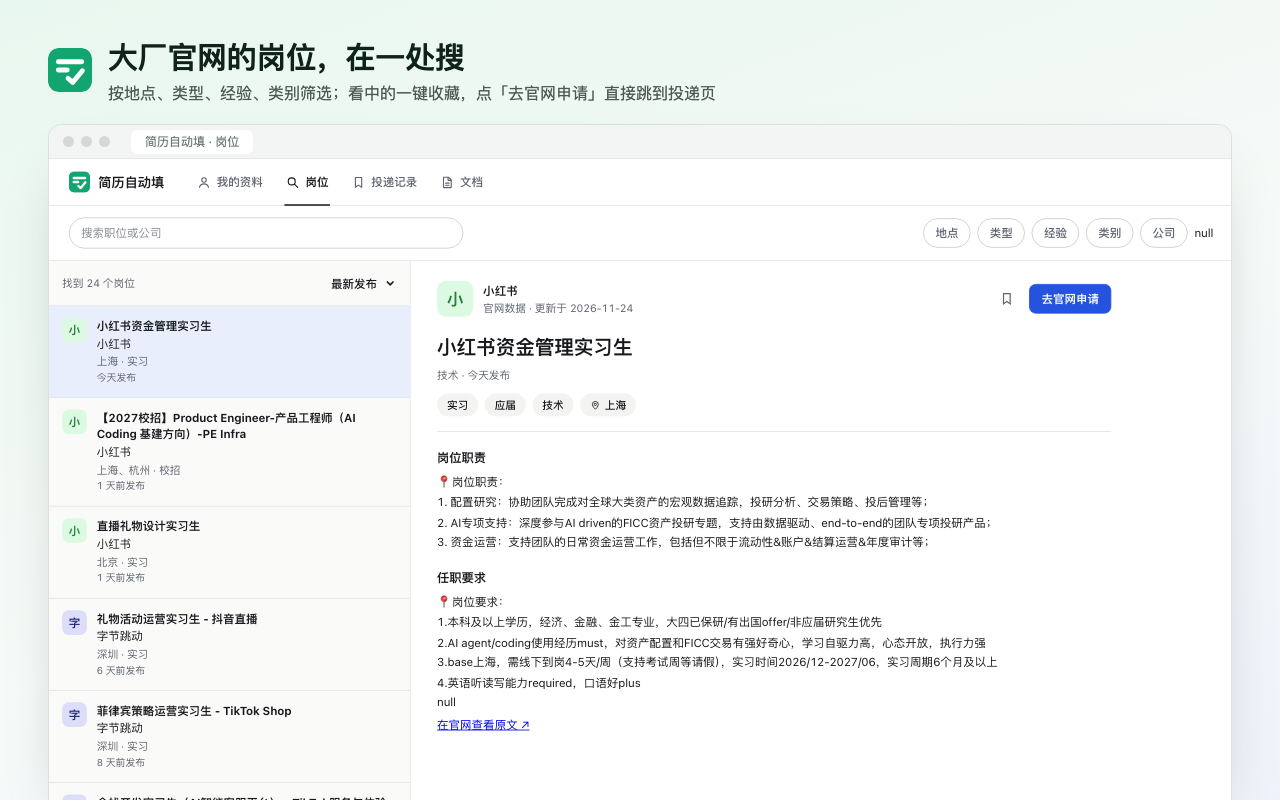 大厂官网的岗位，在一处搜
按地点、类型、经验、类别筛选；看中的一键收藏，点「去官网申请」直接跳到投递页
简历自动填 · 岗位
简历自动填
我的资料
岗位
投递记录
文档
搜索职位或公司
地点
类型
经验
类别
公司
null
找到 24 个岗位
最新发布
小
小红书资金管理实习生
小红书
上海 · 实习
今天发布
小
【2027校招】Product Engineer-产品工程师（AI
Coding 基建方向）-PE Infra
小红书
上海、杭州 · 校招
1 天前发布
小
直播礼物设计实习生
小红书
北京 · 实习
1 天前发布
字
礼物活动运营实习生 - 抖音直播
字节跳动
深圳 · 实习
6 天前发布
字
菲律宾策略运营实习生 - TikTok Shop
字节跳动
深圳 · 实习
8 天前发布
小
小红书
官网数据 · 更新于 2026-11-24
去官网申请
小红书资金管理实习生
技术 · 今天发布
实习
应届
技术
上海
岗位职责
📍岗位职责：
1. 配置研究：协助团队完成对全球大类资产的宏观数据追踪，投研分析、交易策略、投后管理等；
2. AI专项支持：深度参与AI driven的FICC资产投研专题，支持由数据驱动、end-to-end的团队专项投研产品；
3. 资金运营：支持团队的日常资金运营工作，包括但不限于流动性&账户&结算运营&年度审计等；
任职要求
📍岗位要求：
1.本科及以上学历，经济、金融、金工专业，大四已保研/有出国offer/非应届研究生优先
2.AI agent/coding使用经历must，对资产配置和FICC交易有强好奇心，学习自驱力高，心态开放，执行力强
3.base上海，需线下到岗4-5天/周（支持考试周等请假），实习时间2026/12-2027/06，实习周期6个月及以上
4.英语听读写能力required，口语好plus
null
在官网查看原文 ↗